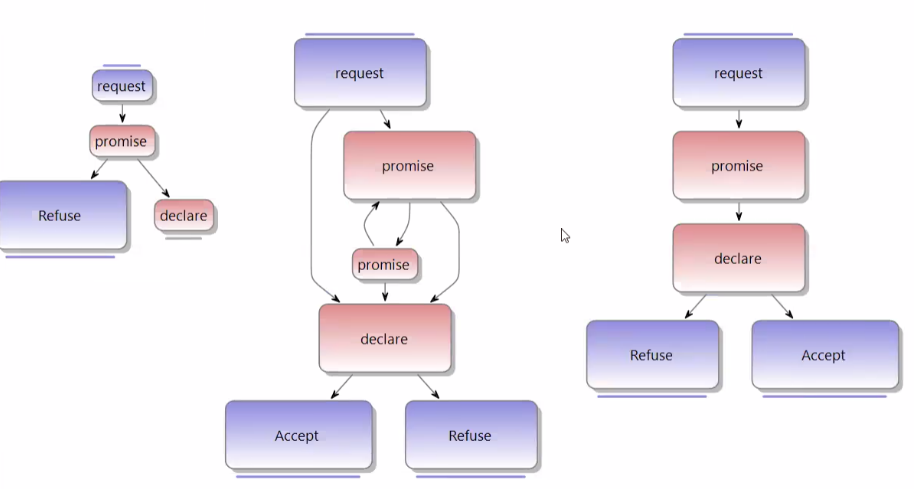 request
promise
Refuse
declare
request
promise
promise
declare
Accept
Refuse
request
promise
declare
Refuse
Accept